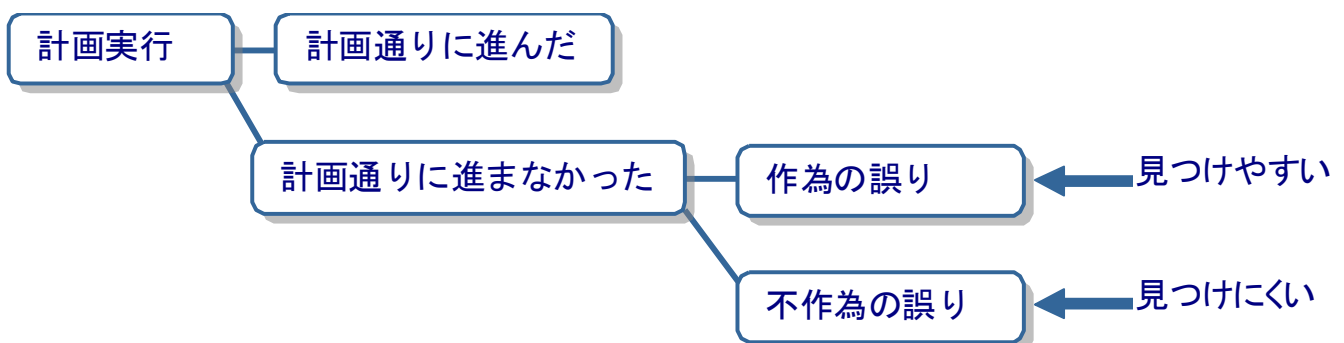 計画実行
計画通りに進んだ
計画通りに進まなかった
作為の誤り
見つけやすい
不作為の誤り
見つけにくい